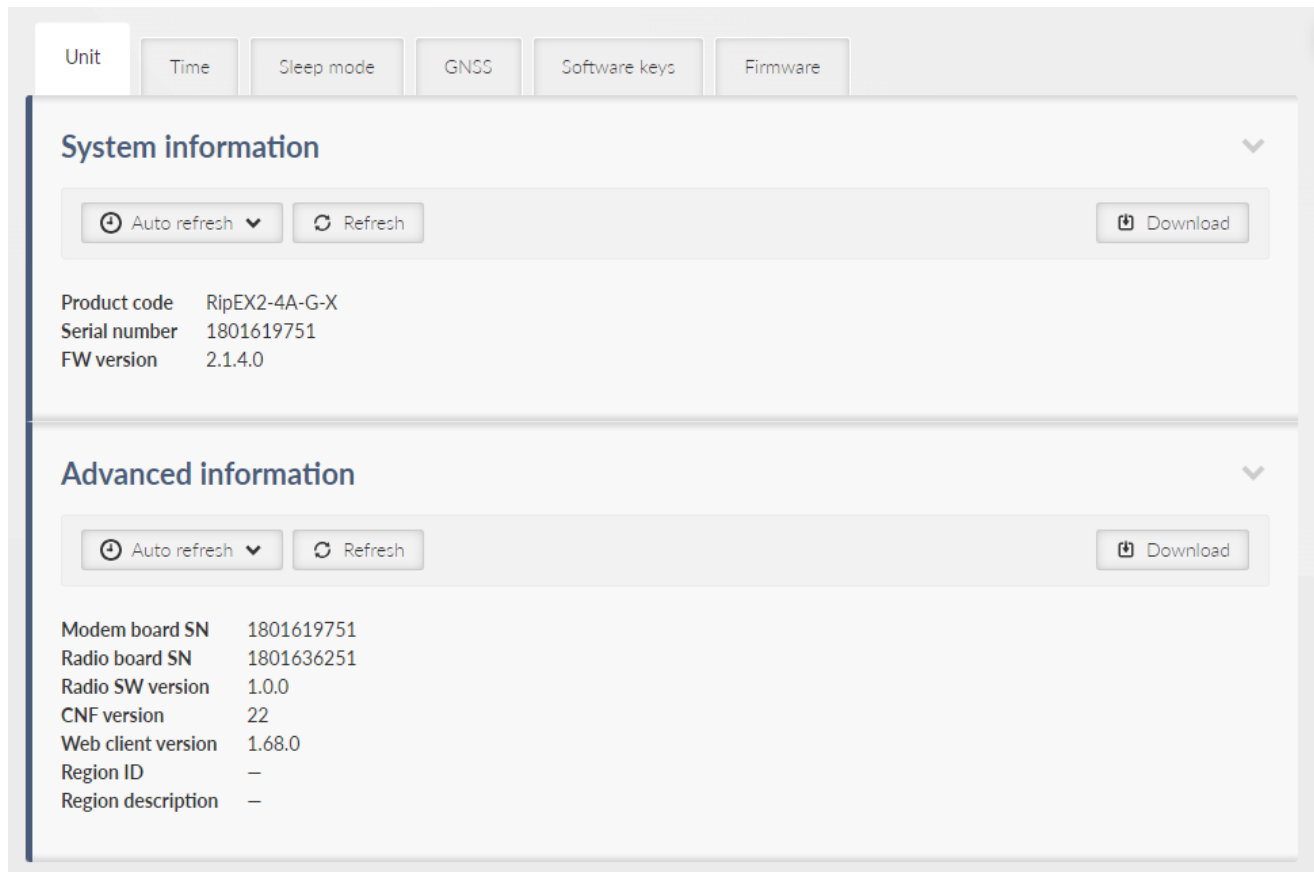 Unit Time Sleep mode GNSS Software keys Firmware
System information
Auto refresh Refresh Download
Product code RipEX2-4A-G-X
Serial number 1801619751
FW version 2.1.4.0
Advanced information
Auto refresh Refresh Download
Modem board SN 1801619751
Radio board SN 1801636251
Radio SW version 1.0.0
CNF version 22
Web client version 1.68.0
Region ID —
Region description —